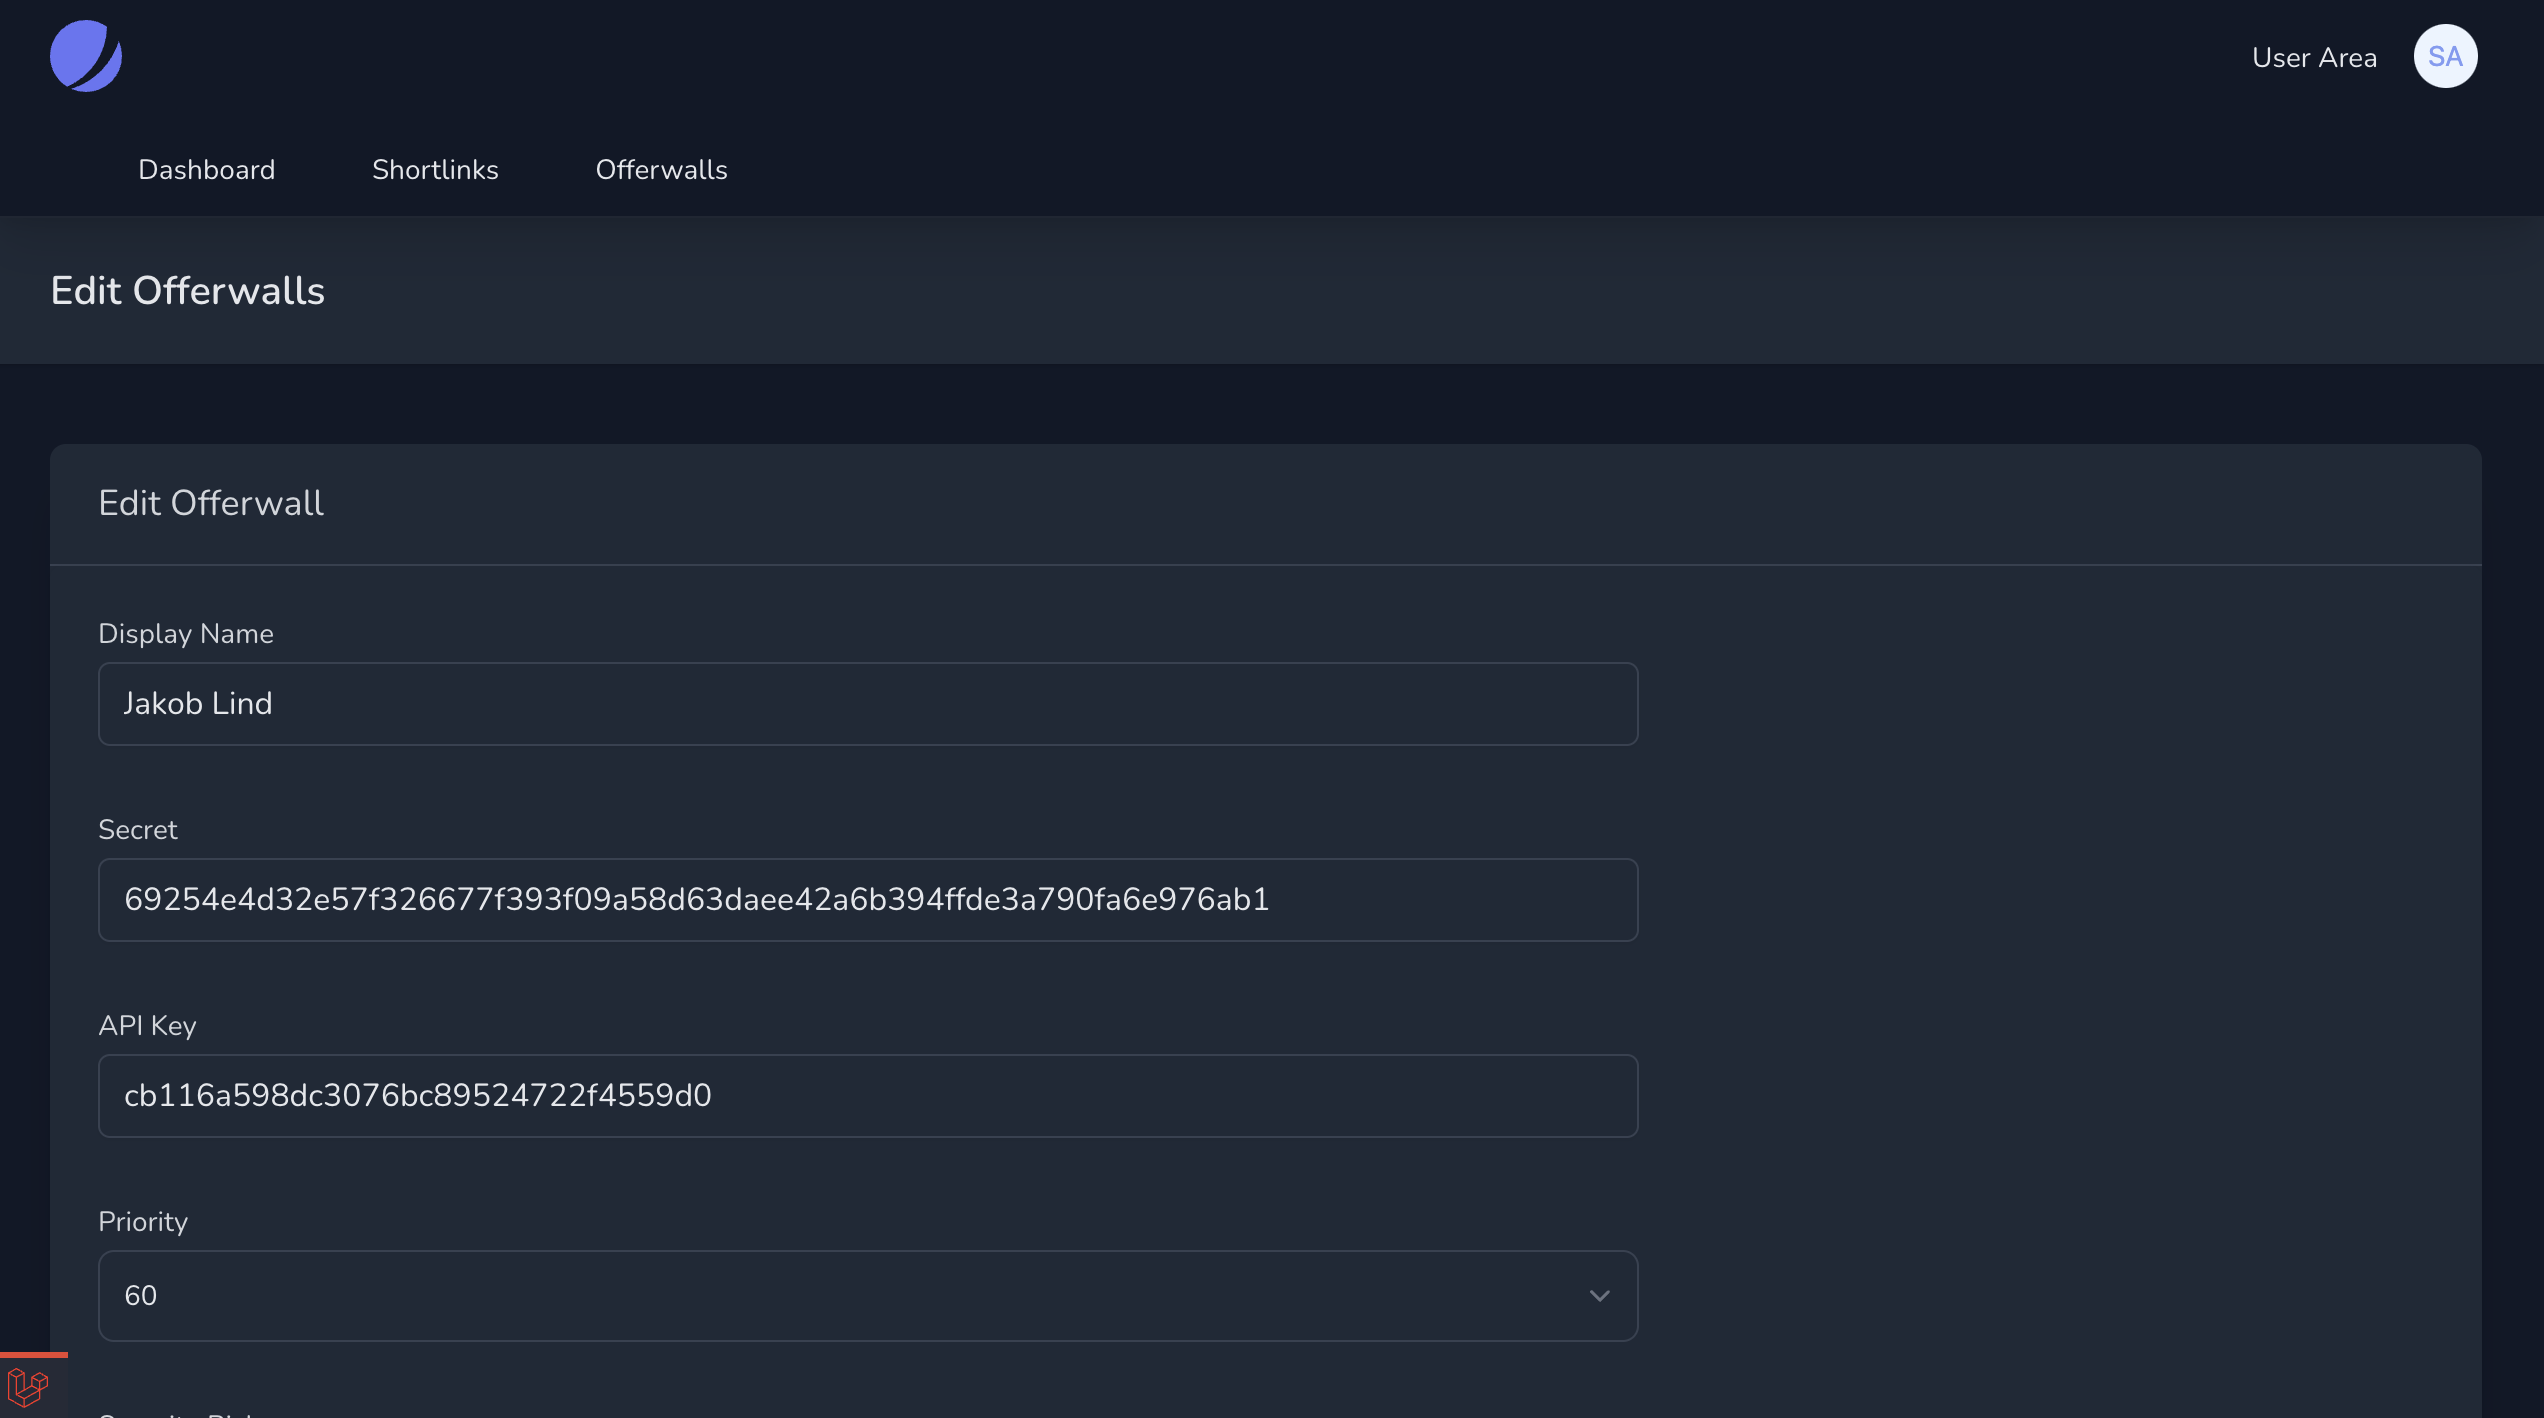 User Area
SA
Dashboard
Shortlinks
Offerwalls
Edit Offerwalls
Edit Offerwall
Display Name
Jakob Lind
Secret
69254e4d32e57f326677f393f09a58d63daee42a6b394ffde3a790fa6e976ab1
API Key
cb116a598dc3076bc89524722f4559d0
Priority
60